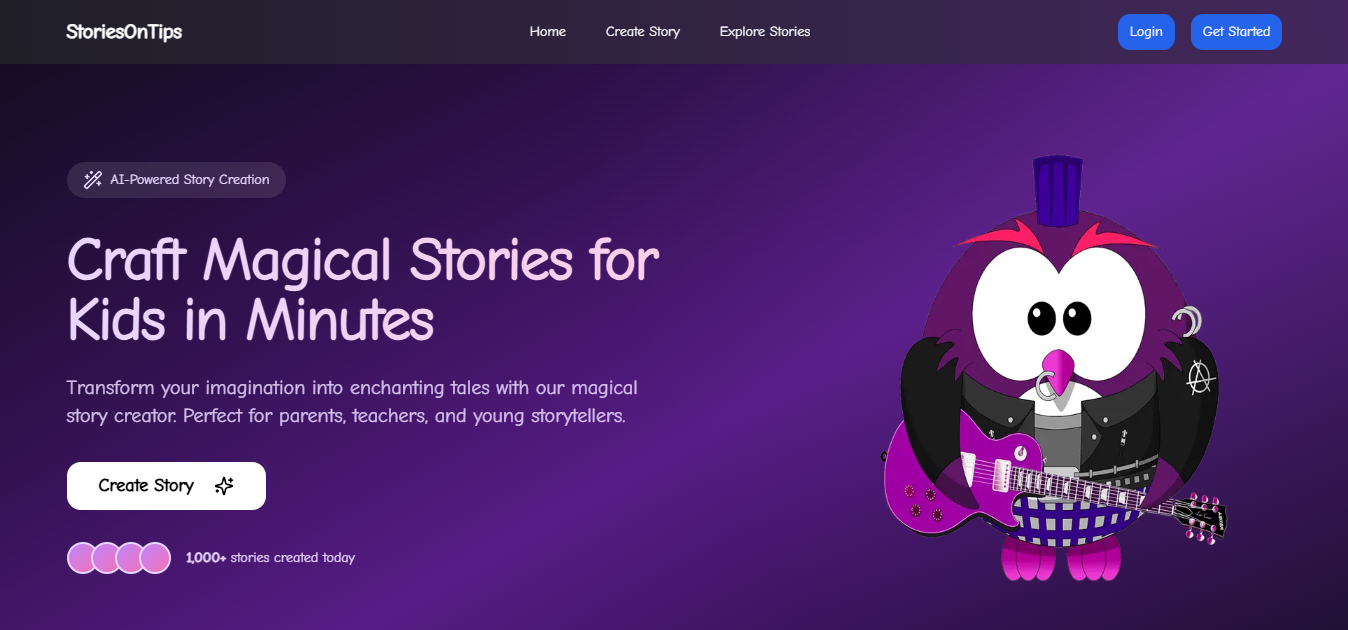 StoriesOnTips
Home
Create Story
Explore Stories
Login
Get Started
AI-Powered Story Creation
Craft Magical Stories for
Kids in Minutes
Transform your imagination into enchanting tales with our magical
story creator. Perfect for parents, teachers, and young storytellers.
Create Story
1,000+ stories created today